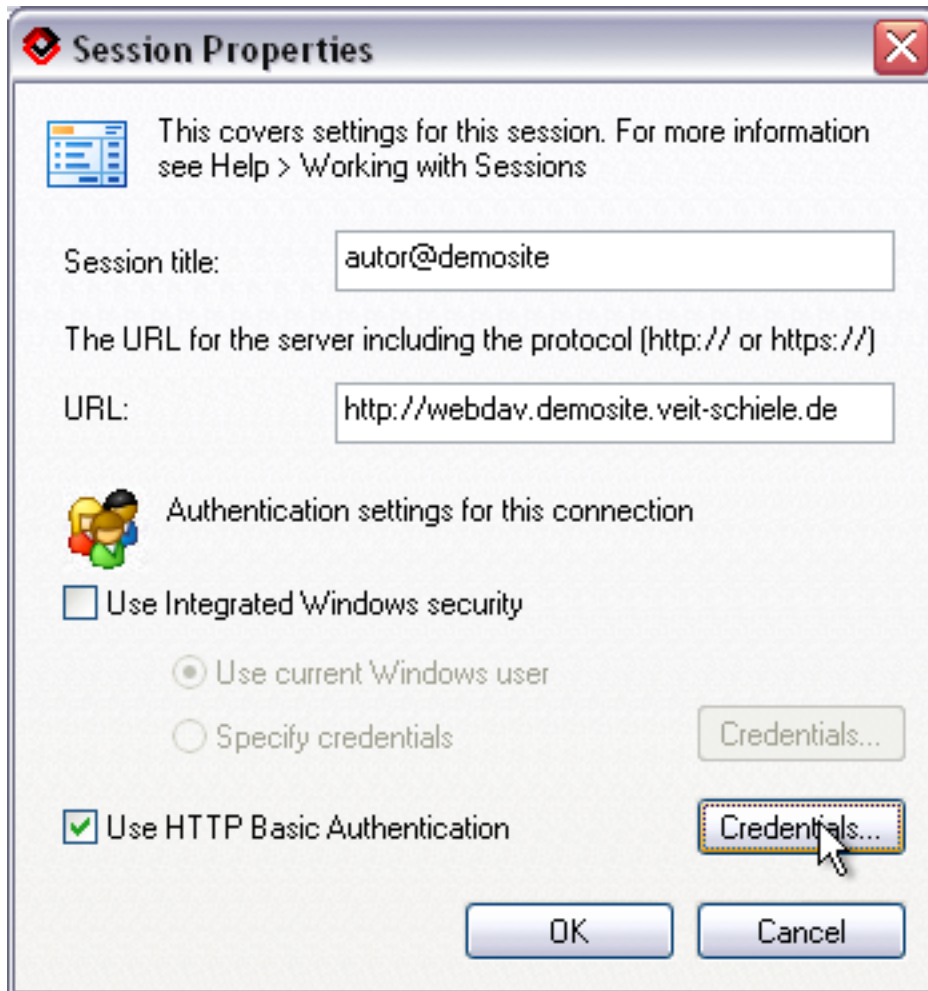 Session Properties
This covers settings for this session. For more information
see Help > Working with Sessions
Session title:
autor@demosite
The URL for the server including the protocol (http:// or https://)
URL:
http://webdav.demosite.veit-schiele.de
Authentication settings for this connection
Use Integrated Windows security
Use current Windows user
Specify credentials
Credentials...
Use HTTP Basic Authentication
Credentials...
OK
Cancel